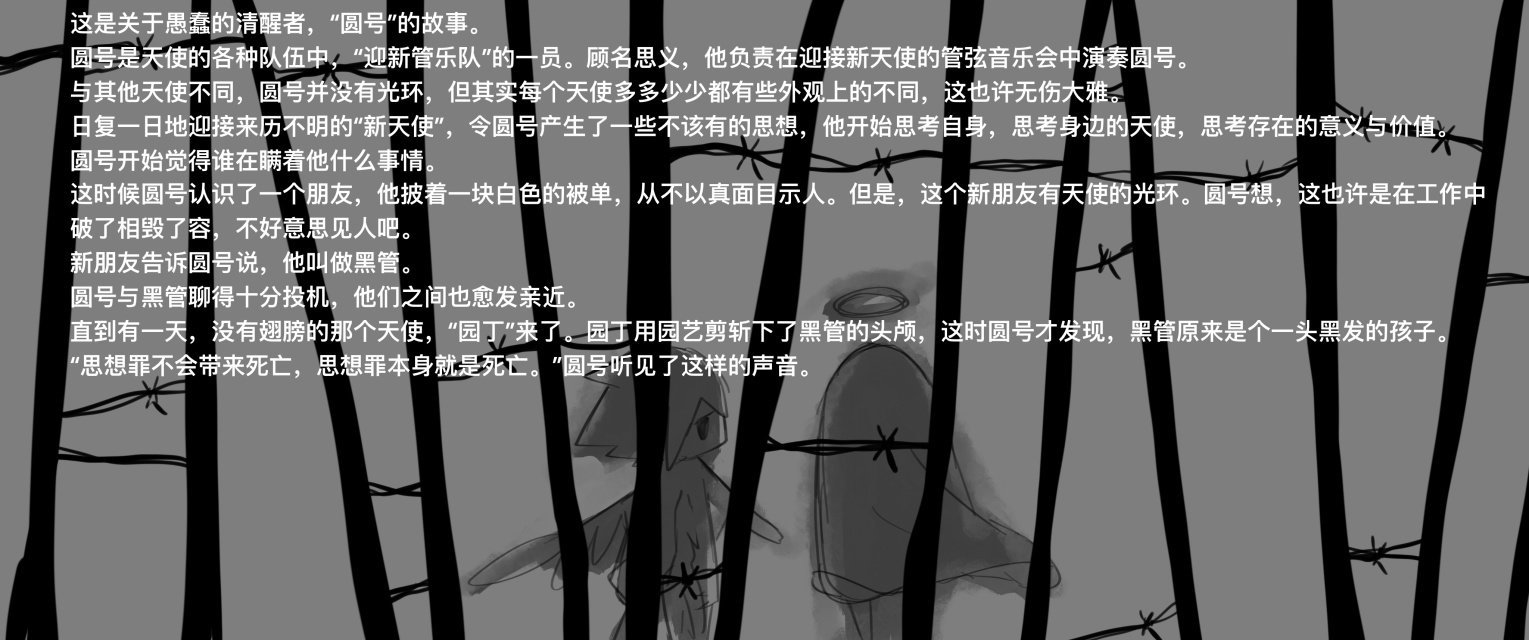 这是关于愚蠢的清醒者，“圆号”的故事。
圆号是天使的各种队伍中，“迎新管乐队”的一员。顾名思义，他负责在迎接新天使的管弦音乐会中演奏圆号。
与其他天使不同，圆号并没有光环，但其实每个天使多多少少都有些外观上的不同，这也许无伤大雅。
日复一日地迎接来历不明的“新天使”，令圆号产生了一些不该有的思想，他开始思考自身，思考身边的天使，思考存在的意义与价值。
圆号开始觉得谁在瞒着他什么事情。
这时候圆号认识了一个朋友，他披着一块白色的被单，从不以真面目示人。但是，这个新朋友有天使的光环。圆号想，这也许是在工作中
破了相毁了容，不好意思见人吧。
新朋友告诉圆号说，他叫做黑管。
圆号与黑管聊得十分投机，他们之间也愈发亲近。
直到有一天，没有翅膀的那个天使，“园丁”来了。园丁用园艺剪斩下了黑管的头颅，这时圆号才发现，黑管原来是个一头黑发的孩子。
“思想罪不会带来死亡，思想罪本身就是死亡。”圆号听见了这样的声音。